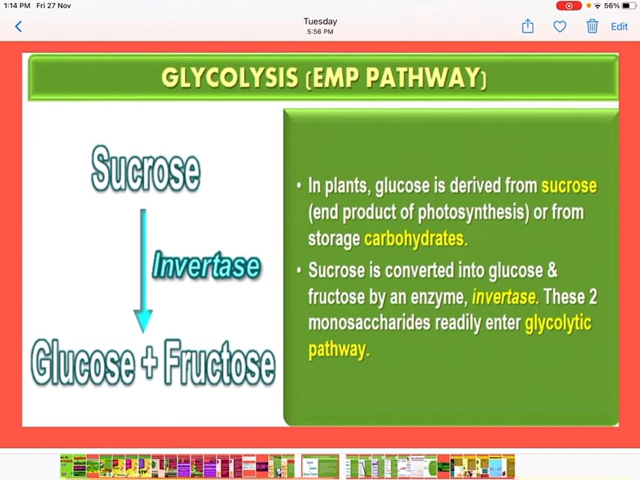 1:14 PM Fri 27 Nov
56%
Tuesday
5:56 PM
Edit
GLYCOLYSIS (EMP PATHWAY)
Sucrose
Invertase
Glucose + Fructose
• In plants, glucose is derived from sucrose
(end product of photosynthesis) or from
storage carbohydrates.
• Sucrose is converted into glucose &
fructose by an enzyme, invertase. These 2
monosaccharides readily enter glycolytic
pathway.